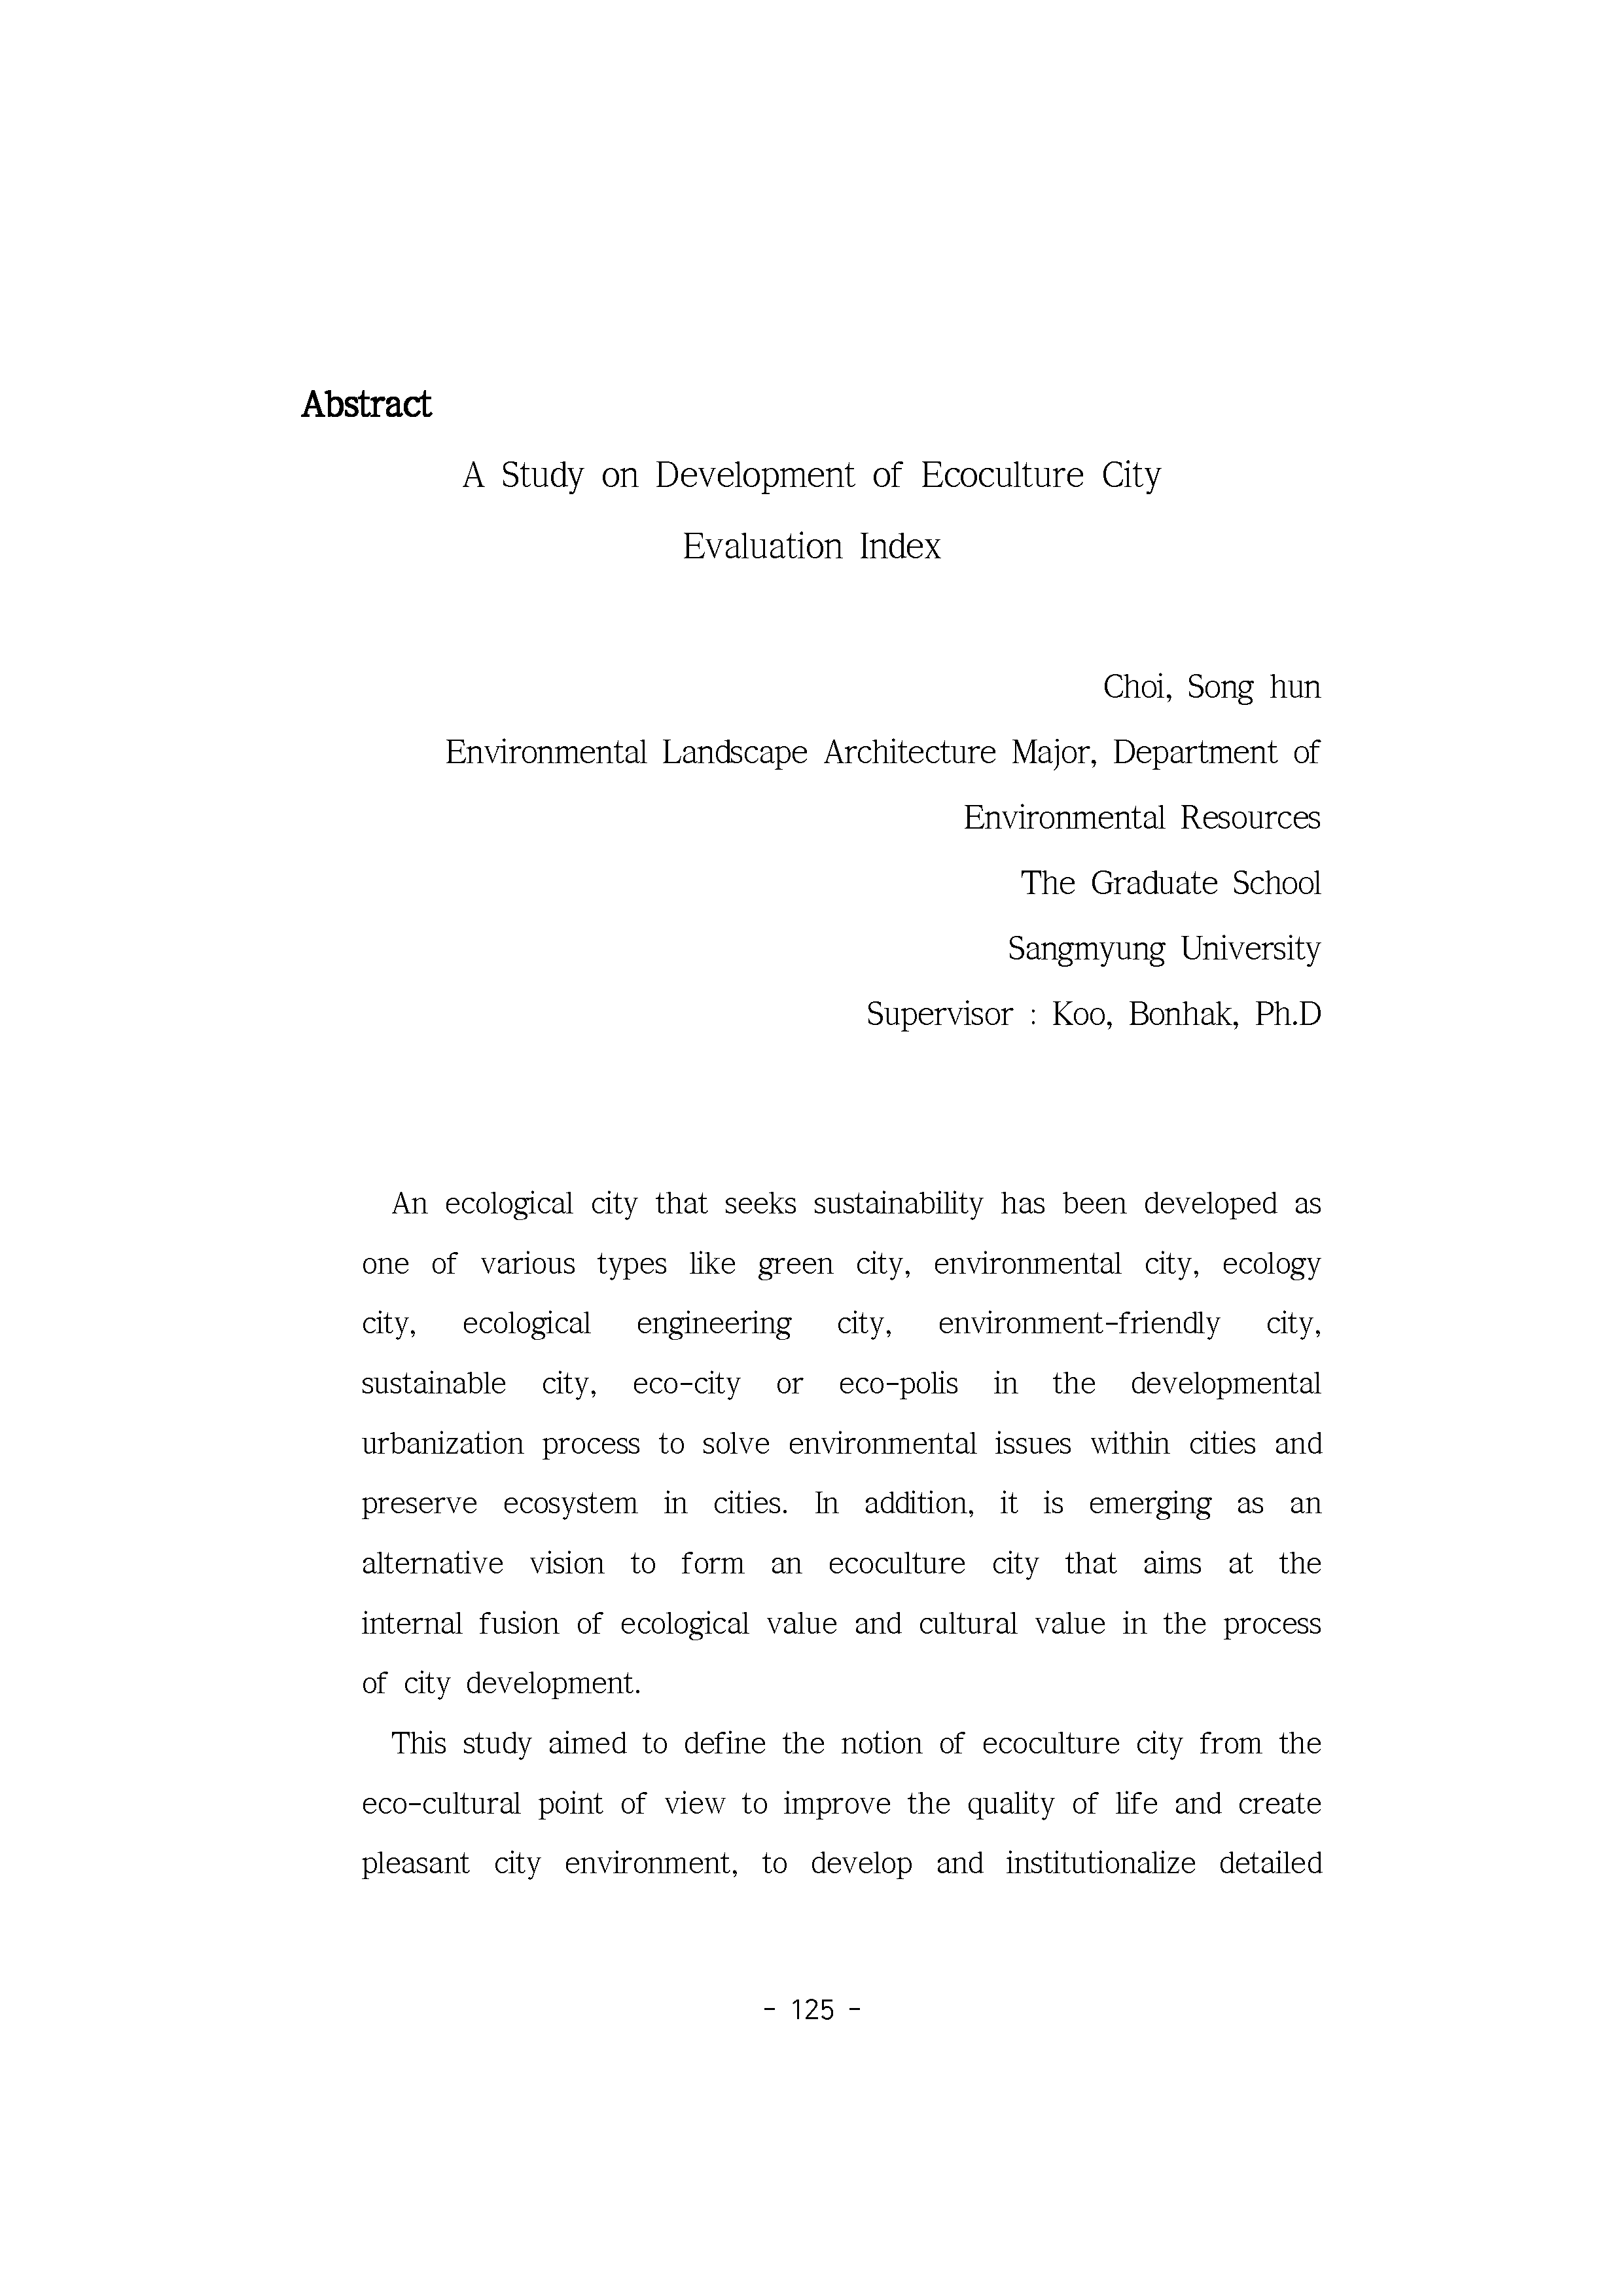 Abstract
A Study on Development of Ecoculture City
Evaluation Index
Choi, Song hun
Environmental Landscape Architecture Major, Department of
Environmental Resources
The Graduate School
Sangmyung University
Supervisor : Koo, Bonhak, Ph.D
An ecological city that seeks sustainability has been developed as
one of various types like green city, environmental city, ecology
city, ecological engineering city, environment-friendly city,
sustainable city, eco-city or eco-polis in the developmental
urbanization process to solve environmental issues within cities and
preserve ecosystem in cities. In addition, it is emerging as an
alternative vision to form an ecoculture city that aims at the
internal fusion of ecological value and cultural value in the process
of city development.
This study aimed to define the notion of ecoculture city from the
eco-cultural point of view to improve the quality of life and create
pleasant city environment, to develop and institutionalize detailed
- 125 -